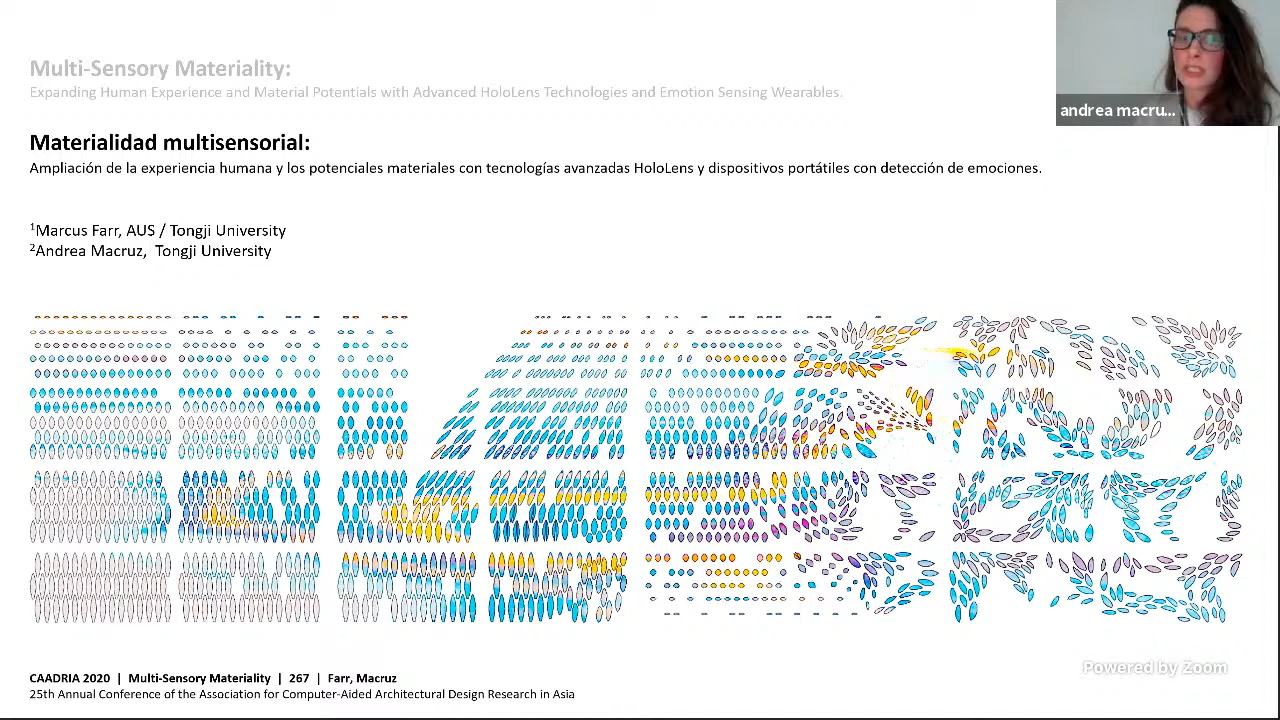 Multi-Sensory Materiality:
Expanding Human Experience and Material Potentials with Advanced HoloLens Technologies and Emotion Sensing Wearables.
andrea macru...
Materialidad multisensorial:
Ampliación de la experiencia humana y los potenciales materiales con tecnologías avanzadas HoloLens y dispositivos portátiles con detección de emociones.
¹Marcus Farr, AUS / Tongji University
²Andrea Macruz, Tongji University
Powered by Zoom
CAADRIA 2020 | Multi-Sensory Materiality | 267 | Farr, Macruz
25th Annual Conference of the Association for Computer-Aided Architectural Design Research in Asia